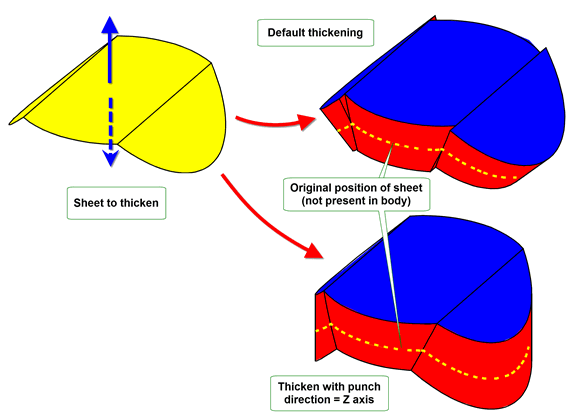 Default thickening
Sheet to thicken
Original position of sheet
(not present in body)
Thicken with punch
direction = Z axis